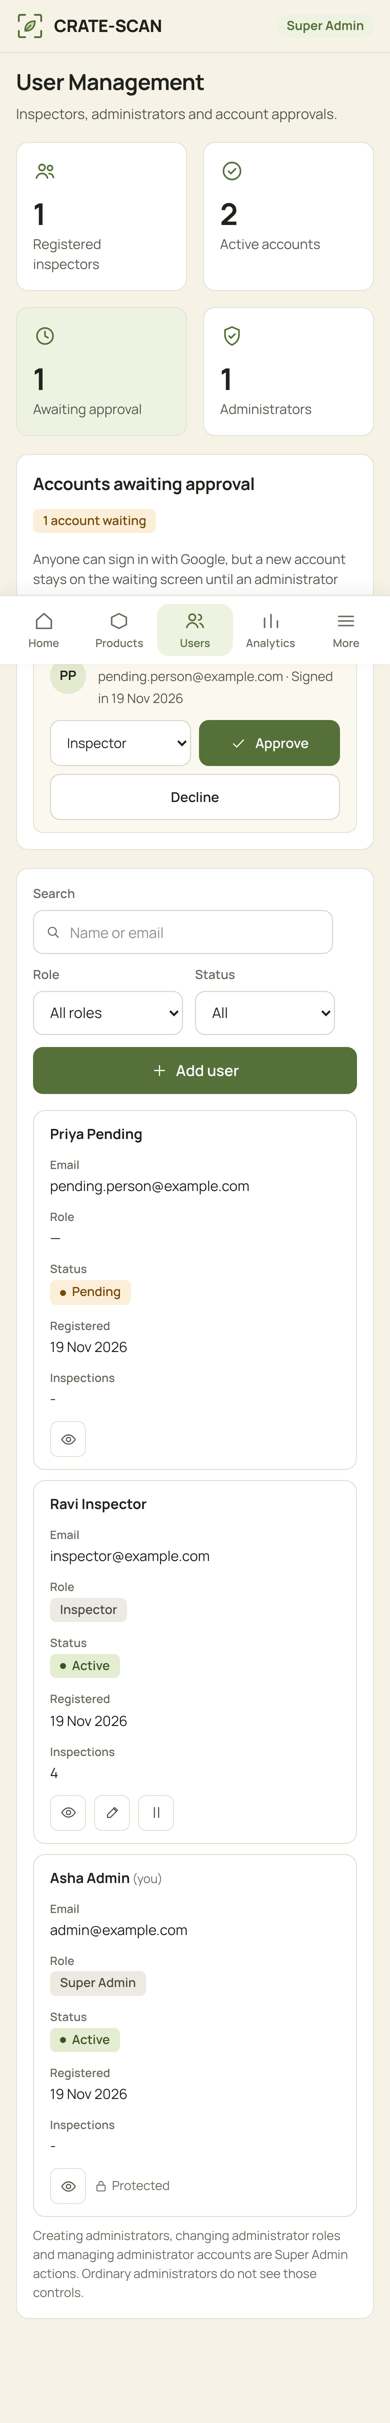 CRATE-SCAN
Super Admin
User Management
Inspectors, administrators and account approvals.
1
Registered
inspectors
2
Active accounts
1
Awaiting approval
1
Administrators
Accounts awaiting approval
1 account waiting
Anyone can sign in with Google, but a new account
stays on the waiting screen until an administrator
Home
Products
Users
Analytics
More
PP
pending.person@example.com · Signed
in 19 Nov 2026
Inspector
Approve
Decline
Search
Name or email
Role
Status
All roles
All
Add user
Priya Pending
Email
pending.person@example.com
Role
—
Status
Pending
Registered
19 Nov 2026
Inspections
-
Ravi Inspector
Email
inspector@example.com
Role
Inspector
Status
Active
Registered
19 Nov 2026
Inspections
4
Asha Admin (you)
Email
admin@example.com
Role
Super Admin
Status
Active
Registered
19 Nov 2026
Inspections
-
Protected
Creating administrators, changing administrator roles
and managing administrator accounts are Super Admin
actions. Ordinary administrators do not see those
controls.